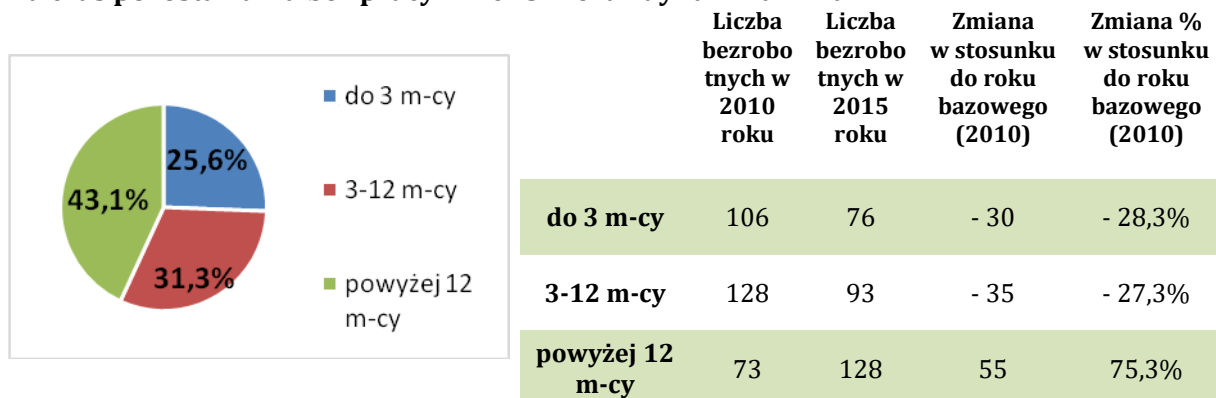 25,6%
43,1%
31,3%
do 3 m-cy
3-12 m-cy
powyżej 12
m-cy
Liczba bezrobo tnych w 2010 roku
Liczba bezrobo tnych w 2015 roku
Zmiana w stosunku do roku bazowego (2010)
Zmiana % w stosunku do roku bazowego (2010)
do 3 m-cy 106 76 - 30 - 28,3%
3-12 m-cy 128 93 - 35 - 27,3%
powyżej 12 m-cy 73 128 55 75,3%